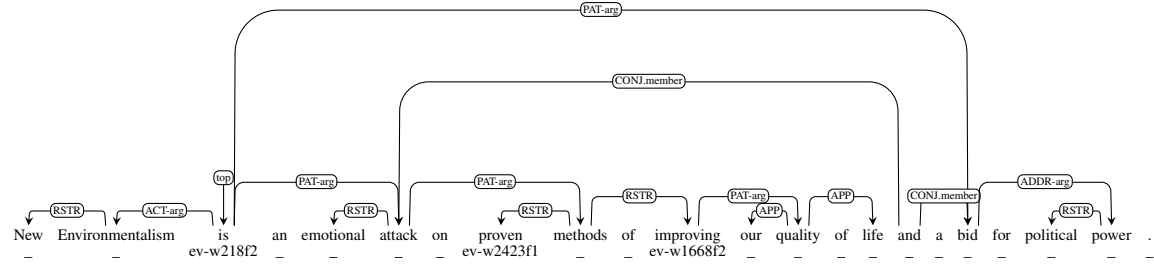 PAT-arg
CONJ.member
top
PAT-arg PAT-arg ADDR-arg
RSTR PAT-arg APP CONJ.member
RSTR ACT-arg RSTR RSTR APP RSTR
New Environmentalism is an emotional attack on proven methods of improving our quality of life and a bid for political power .
_ _ ev-w218f2 _ _ _ _ ev-w2423f1 _ _ ev-w1668f2 _ _ _ _ _ _ _ _ _ _ _